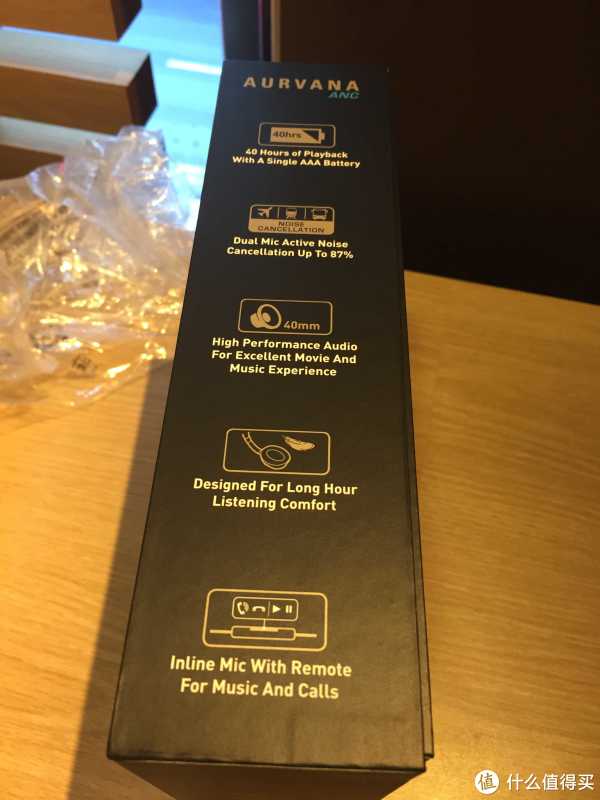 AURVANA
ANC
40hrs
40 Hours of Playback
With A Single AAA Battery
NOISE
CANCELLATION
Dual Mic Active Noise
Cancellation Up To 87%
40mm
High Performance Audio
For Excellent Movie And
Music Experience
Designed For Long Hour
Listening Comfort
Inline Mic With Remote
For Music And Calls
值 什么值得买